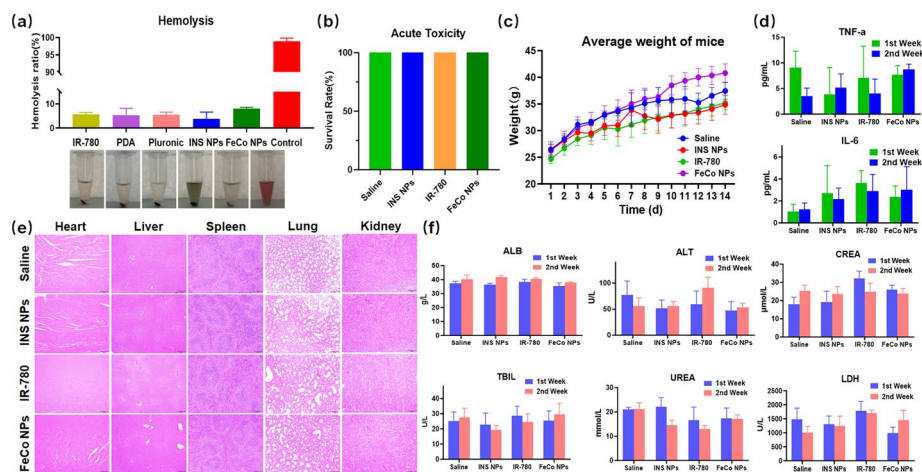 (a)
Hemolysis
Hemolysis ratio(%)
100
95
90
10
5
0
IR-780 PDA Pluronic INS NPs FeCo NPs Control
(b)
Acute Toxicity
Survival Rate(%)
100
50
0
Saline INS NPs IR-780 FeCo NPs
(c)
Average weight of mice
Weight(g)
45
40
35
30
25
20
1 2 3 4 5 6 7 8 9 10 11 12 13 14
Time (d)
Saline
INS NPs
IR-780
FeCo NPs
(d)
TNF-a
1st Week
2nd Week
pg/mL
15
10
5
0
Saline INS NPs IR-780 FeCo NPs
IL-6
1st Week
2nd Week
pg/mL
6
4
2
0
Saline INS NPs IR-780 FeCo NPs
(e)
Heart Liver Spleen Lung Kidney
Saline
INS NPs
IR-780
FeCo NPs
(f)
ALB
1st Week
2nd Week
g/L
60
40
20
0
Saline INS NPs IR-780 FeCo NPs
ALT
1st Week
2nd Week
U/L
150
100
50
0
Saline INS NPs IR-780 FeCo NPs
CREA
1st Week
2nd Week
μmol/L
40
30
20
10
0
Saline INS NPs IR-780 FeCo NPs
TBIL
1st Week
2nd Week
U/L
60
40
20
0
Saline INS NPs IR-780 FeCo NPs
UREA
1st Week
2nd Week
mmol/L
30
20
10
0
Saline INS NPs IR-780 FeCo NPs
LDH
1st Week
2nd Week
U/L
2500
2000
1500
1000
500
0
Saline INS NPs IR-780 FeCo NPs